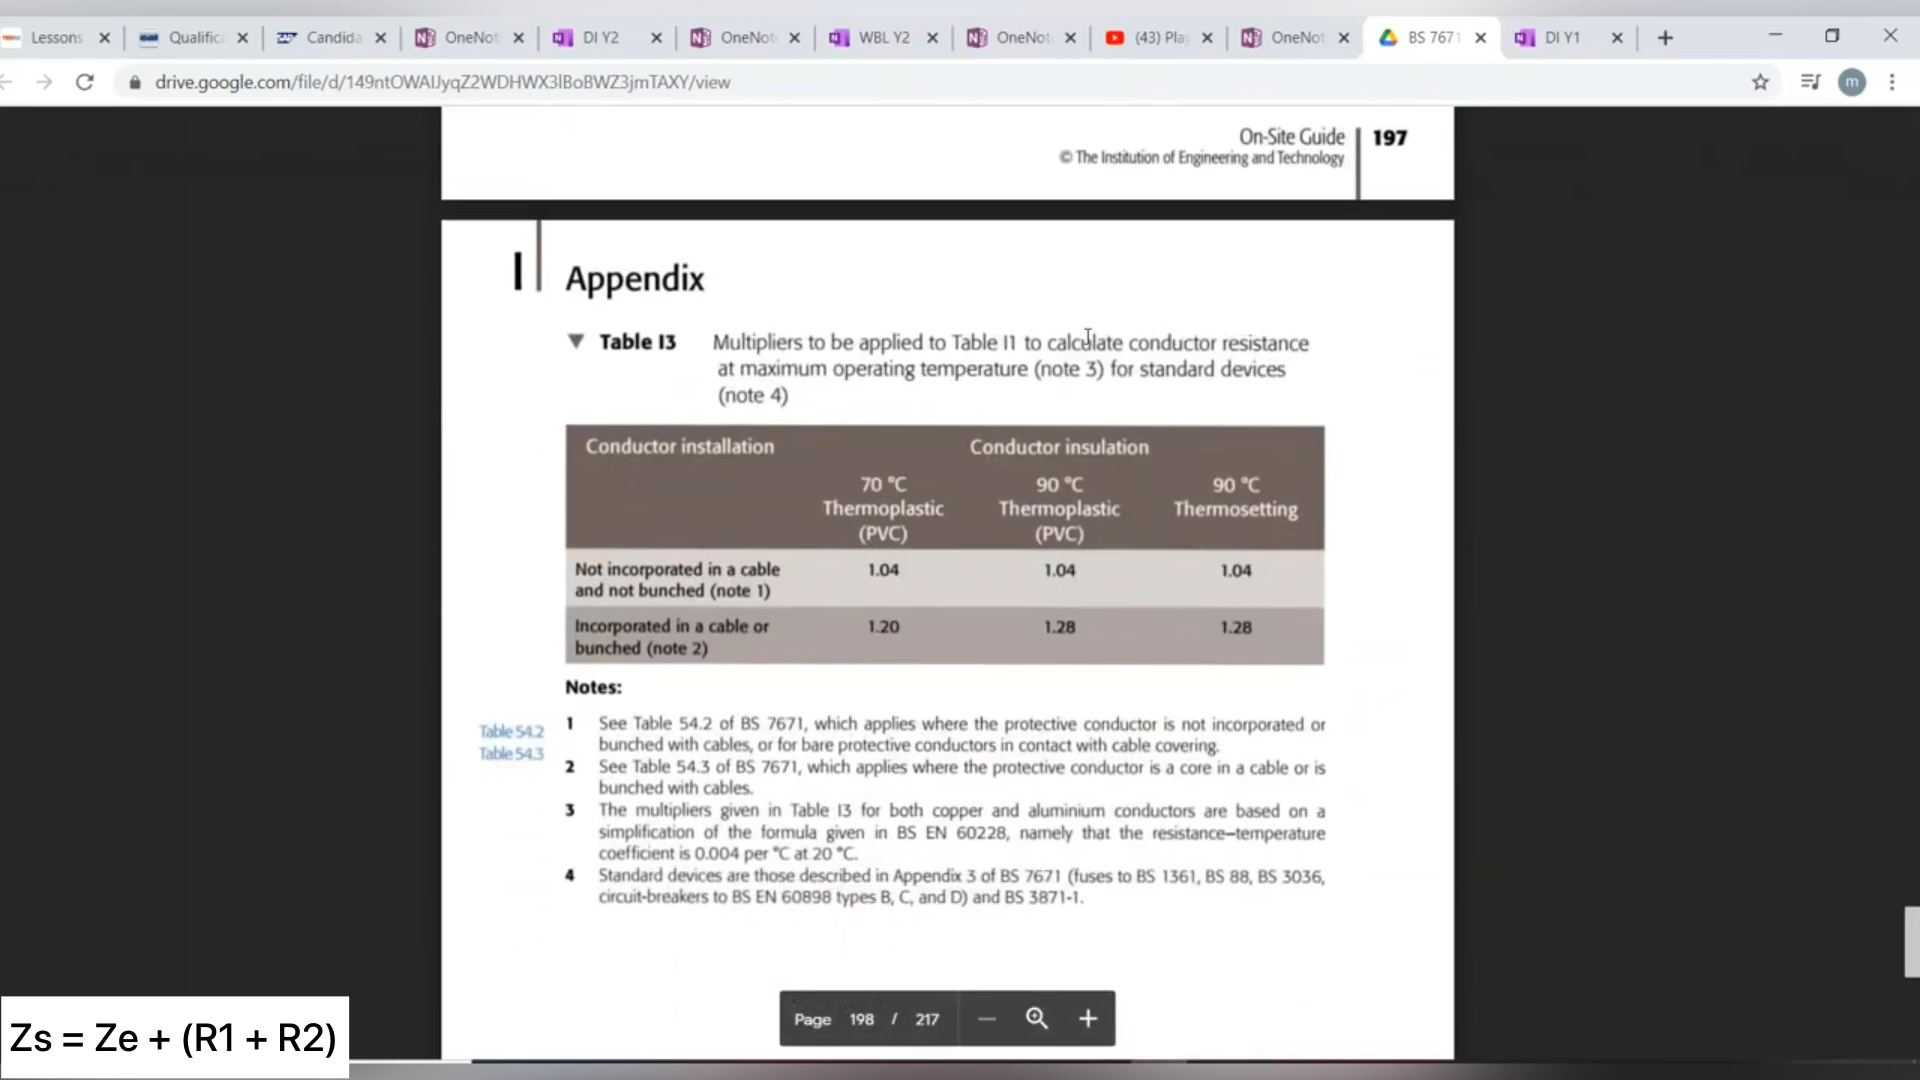 Lessons
Qualific
Candida
OneNot
DI Y2
OneNot
WBL Y2
OneNot
(43) Pla
OneNot
BS 7671
DI Y1
drive.google.com/file/d/149ntOWAIJyqZ2WDHWX3lBoBWZ3jmTAXY/view
m
On-Site Guide
© The Institution of Engineering and Technology
197
I
Appendix
Table I3 Multipliers to be applied to Table I1 to calculate conductor resistance
at maximum operating temperature (note 3) for standard devices
(note 4)
Conductor installation Conductor insulation
70 °C 90 °C 90 °C
Thermoplastic Thermoplastic Thermosetting
(PVC) (PVC)
Not incorporated in a cable 1.04 1.04 1.04
and not bunched (note 1)
Incorporated in a cable or 1.20 1.28 1.28
bunched (note 2)
Notes:
Table 54.2
Table 54.3
1 See Table 54.2 of BS 7671, which applies where the protective conductor is not incorporated or
bunched with cables, or for bare protective conductors in contact with cable covering.
2 See Table 54.3 of BS 7671, which applies where the protective conductor is a core in a cable or is
bunched with cables.
3 The multipliers given in Table I3 for both copper and aluminium conductors are based on a
simplification of the formula given in BS EN 60228, namely that the resistance–temperature
coefficient is 0.004 per °C at 20 °C.
4 Standard devices are those described in Appendix 3 of BS 7671 (fuses to BS 1361, BS 88, BS 3036,
circuit-breakers to BS EN 60898 types B, C, and D) and BS 3871-1.
Page 198 / 217
Zs = Ze + (R1 + R2)